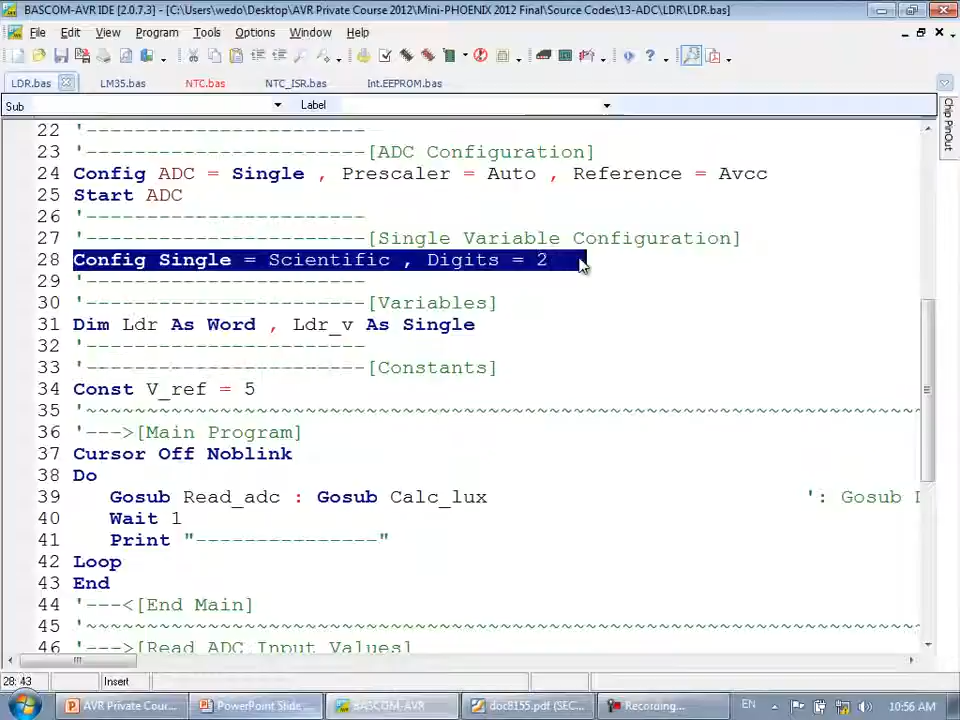 BASCOM-AVR IDE [2.0.7.3] - [C:\Users\wedo\Desktop\AVR Private Course 2012\Mini-PHOENIX 2012 Final\Source Codes\13-ADC\LDR\LDR.bas]
File Edit View Program Tools Options Window Help
LDR.bas LM35.bas NTC.bas NTC_ISR.bas Int.EEPROM.bas
Sub Label
Chip PinOut
22 '-----------------------
23 '-----------------------[ADC Configuration]
24 Config ADC = Single , Prescaler = Auto , Reference = Avcc
25 Start ADC
26 '-----------------------
27 '-----------------------[Single Variable Configuration]
28 Config Single = Scientific , Digits = 2
29 '-----------------------
30 '-----------------------[Variables]
31 Dim Ldr As Word , Ldr_v As Single
32 '-----------------------
33 '-----------------------[Constants]
34 Const V_ref = 5
35 '~~~~~~~~~~~~~~~~~~~~~~~~~~~~~~~~~~~~~~~~~~~~~~~~~~~~~~~~~~~~~~~~~~~~~
36 '--->[Main Program]
37 Cursor Off Noblink
38 Do
39 Gosub Read_adc : Gosub Calc_lux ': Gosub
40 Wait 1
41 Print "---------------"
42 Loop
43 End
44 '---<[End Main]
45 '~~~~~~~~~~~~~~~~~~~~~~~~~~~~~~~~~~~~~~~~~~~~~~~~~~~~~~~~~~~~~~~~~~~~~
46 '--->[Read ADC Input Values]
28: 43 Insert
AVR Private Cour... PowerPoint Slide... BASCOM-AVR doc8155.pdf (SEC... Recording... EN 10:56 AM